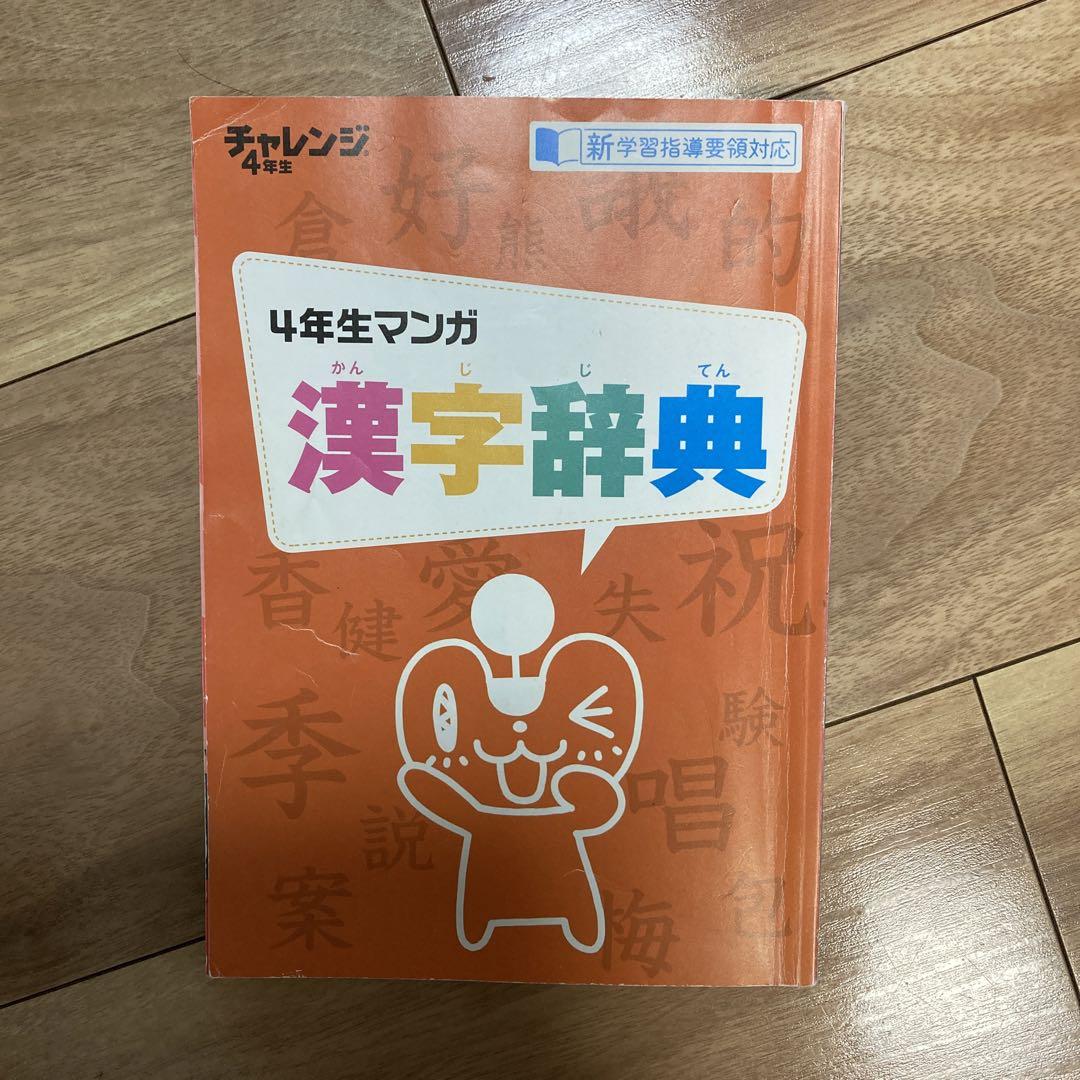 チャレンジ
4年生
新学習指導要領対応
好
倉
熊
議
的
4年生マンガ
かん じ じ てん
漢字辞典
愛
祝
香
健
失
季
験
唱
説
案
梅
包